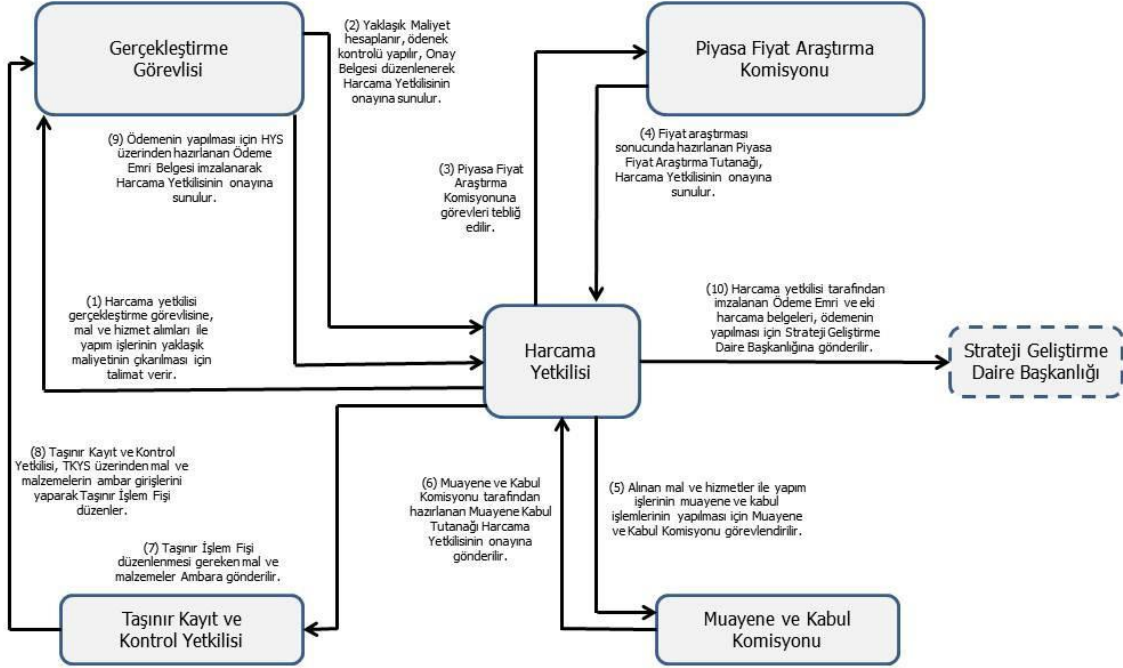 Gerçekleştirme
Görevlisi
(2) Yaklaşık Maliyet
hesaplanır, ödenek
kontrolü yapılır, Onay
Belgesi düzenlenerek
Harcama Yetkilisinin
onayına sunulur.
Piyasa Fiyat Araştırma
Komisyonu
(9) Ödemenin yapılması için HYS
üzerinden hazırlanan Ödeme
Emri Belgesi imzalanarak
Harcama Yetkilisinin onayına
sunulur.
(3) Piyasa Fiyat
Araştırma
Komisyonuna
görevleri tebliğ
edilir.
(4) Fiyat araştırması
sonucunda hazırlanan Piyasa
Fiyat Araştırma Tutanağı,
Harcama Yetkilisinin onayına
sunulur.
(1) Harcama yetkilisi
gerçekleştirme görevlisine,
mal ve hizmet alımları ile
yapım işlerinin yaklaşık
maliyetinin çıkarılması için
talimat verir.
Harcama
Yetkilisi
(10) Harcama yetkilisi tarafından
imzalanan Ödeme Emri ve eki
harcama belgeleri, ödemenin
yapılması için Strateji Geliştirme
Daire Başkanlığına gönderilir.
Strateji Geliştirme
Daire Başkanlığı
(8) Taşınır Kayıt ve Kontrol
Yetkilisi, TKYS üzerinden mal ve
malzemelerin ambar girişlerini
yaparak Taşınır İşlem Fişi
düzenler.
(7) Taşınır İşlem Fişi
düzenlenmesi gereken mal ve
malzemeler Ambara gönderilir.
(6) Muayene ve Kabul
Komisyonu tarafından
hazırlanan Muayene Kabul
Tutanağı Harcama
Yetkilisinin onayına
gönderilir.
(5) Alınan mal ve hizmetler ile yapım
işlerinin muayene ve kabul
işlemlerinin yapılması için Muayene
ve Kabul Komisyonu görevlendirilir.
Taşınır Kayıt ve
Kontrol Yetkilisi
Muayene ve Kabul
Komisyonu